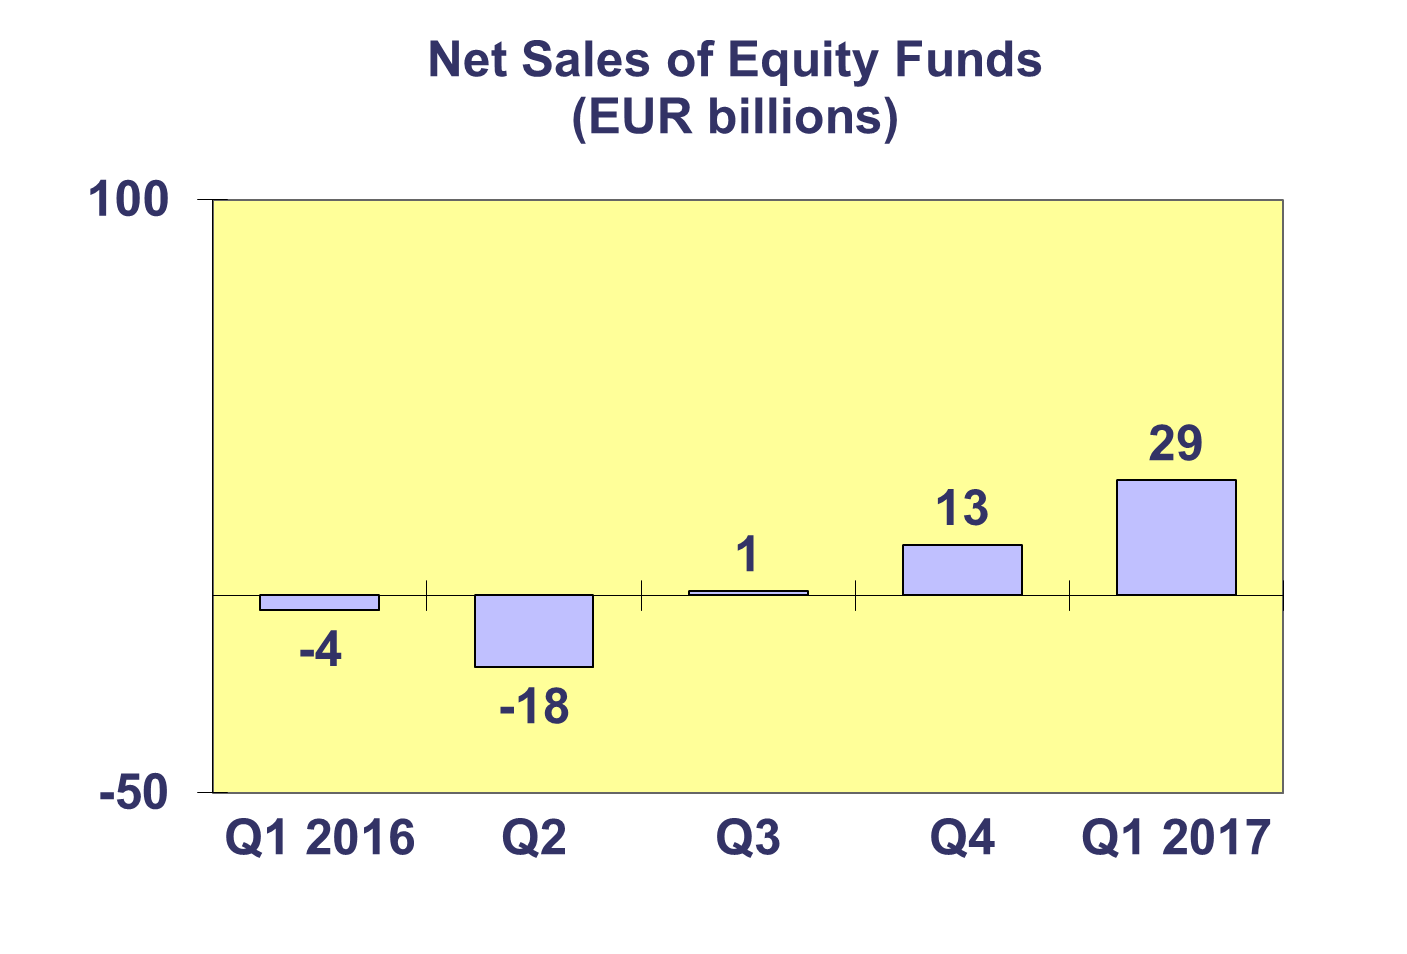 Net Sales of Equity Funds
(EUR billions)
100
29
13
1
-4
-18
-50
Q1 2016 Q2 Q3 Q4 Q1 2017